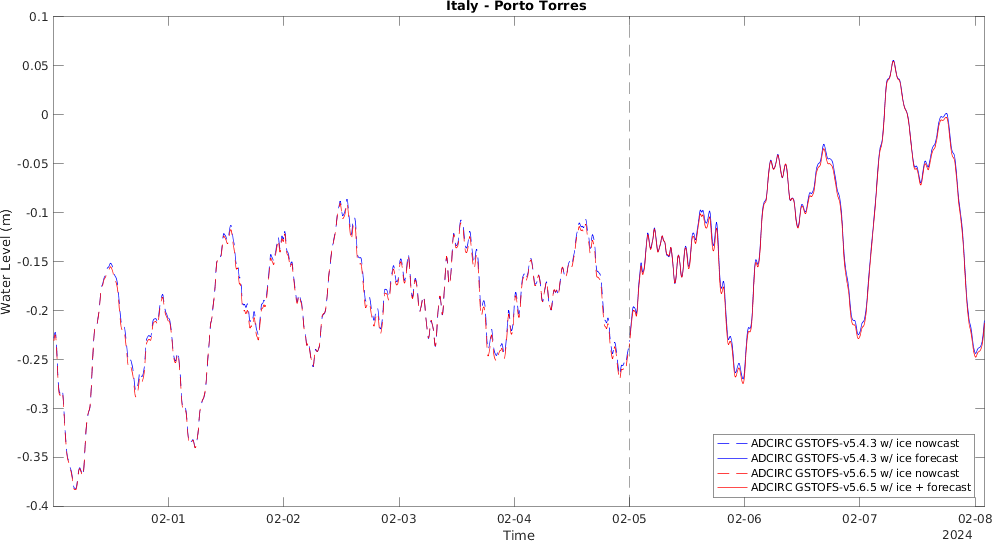 Italy - Porto Torres
Water Level (m)
0.1
0.05
0
-0.05
-0.1
-0.15
-0.2
-0.25
-0.3
-0.35
-0.4
ADCIRC GSTOFS-v5.4.3 w/ ice nowcast
ADCIRC GSTOFS-v5.4.3 w/ ice forecast
ADCIRC GSTOFS-v5.6.5 w/ ice nowcast
ADCIRC GSTOFS-v5.6.5 w/ ice + forecast
02-01 02-02 02-03 02-04 02-05 02-06 02-07 02-08
Time
2024